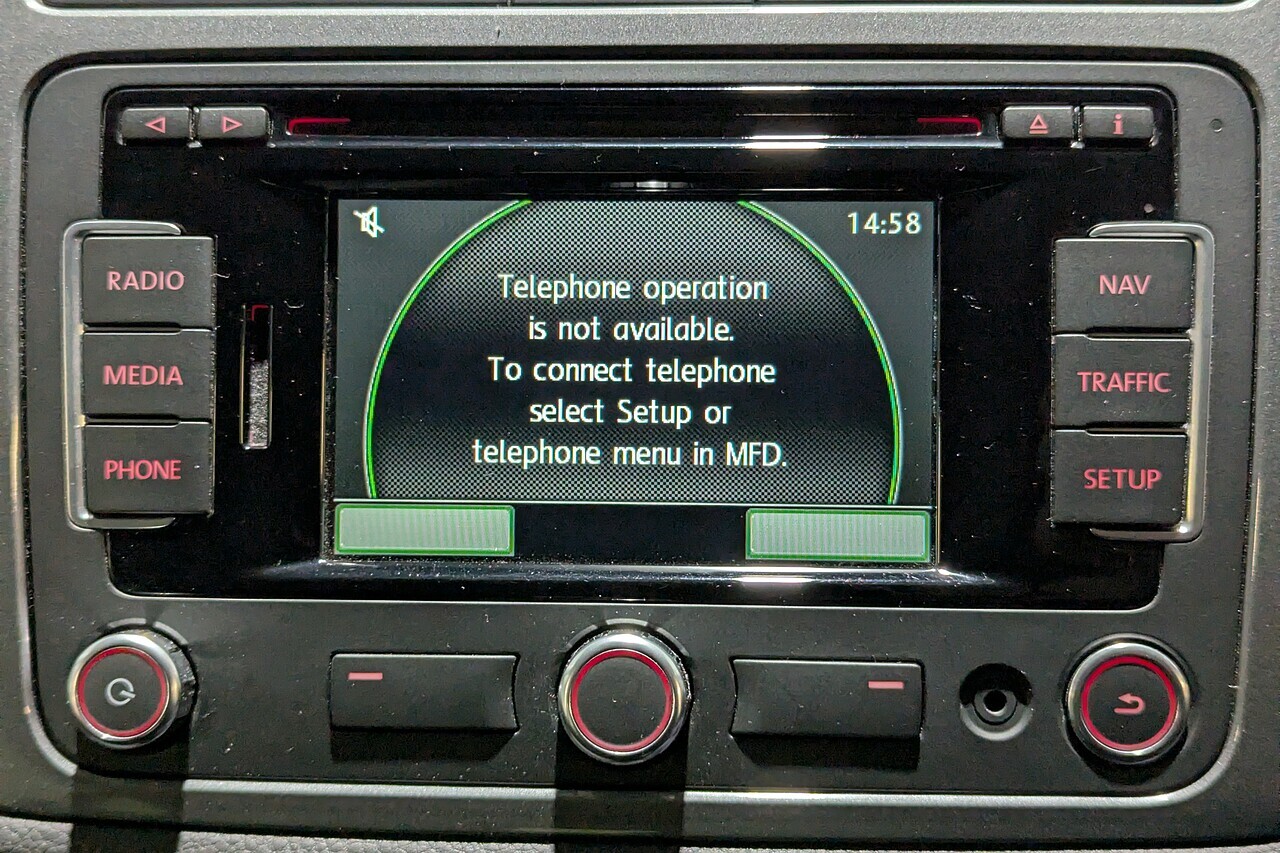 i
14:58
RADIO
MEDIA
PHONE
Telephone operation
is not available.
To connect telephone
select Setup or
telephone menu in MFD.
NAV
TRAFFIC
SETUP